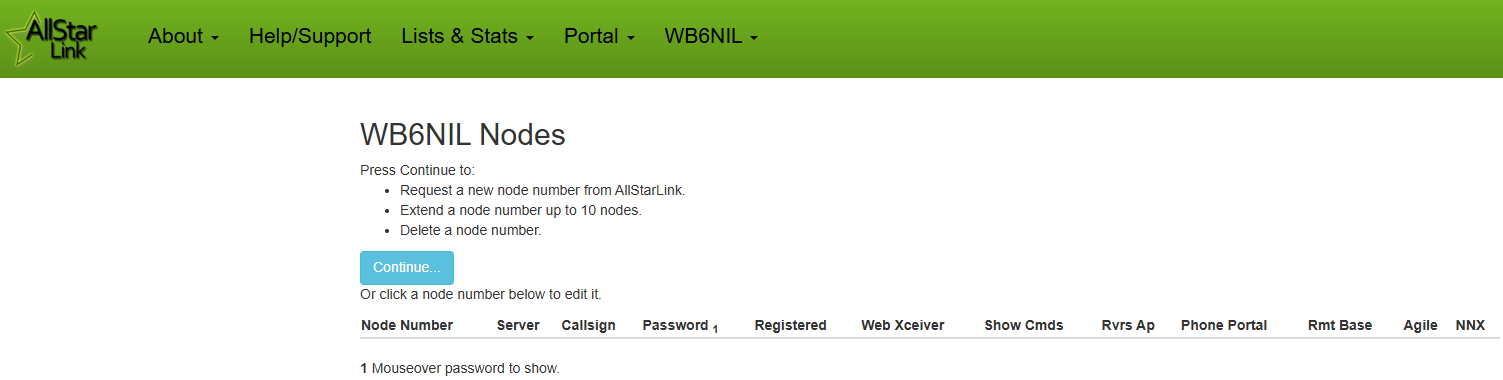 AllStar
Link
About Help/Support Lists & Stats Portal WB6NIL
WB6NIL Nodes
Press Continue to:
• Request a new node number from AllStarLink.
• Extend a node number up to 10 nodes.
• Delete a node number.
Continue...
Or click a node number below to edit it.
Node Number Server Callsign Password 1 Registered Web Xceiver Show Cmds Rvrs Ap Phone Portal Rmt Base Agile NNX
1 Mouseover password to show.